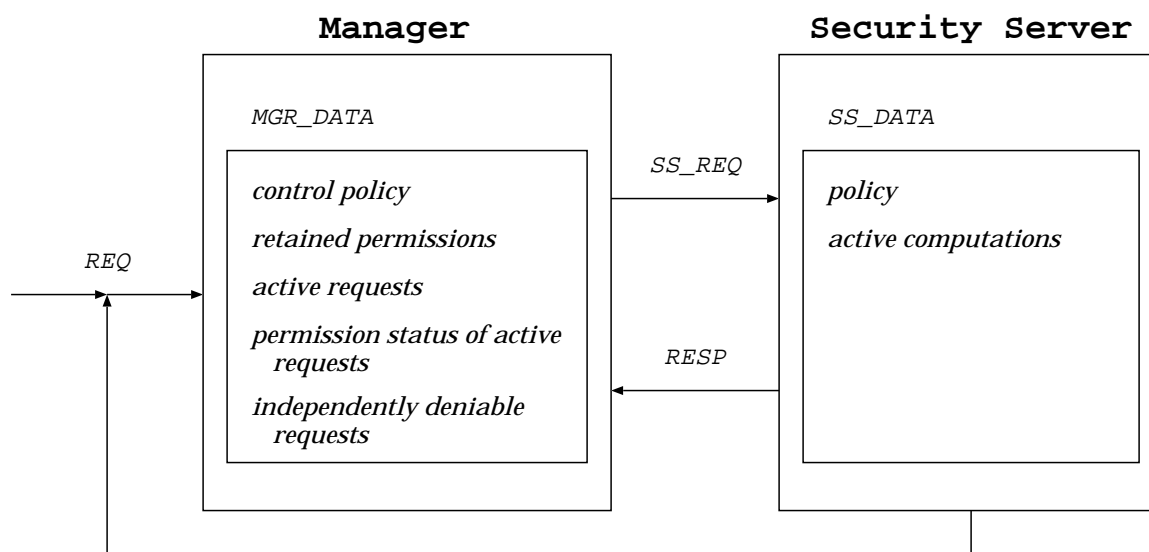 Manager
Security Server
MGR_DATA
SS_DATA
control policy
retained permissions
active requests
permission status of active
requests
independently deniable
requests
policy
active computations
REQ
SS_REQ
RESP